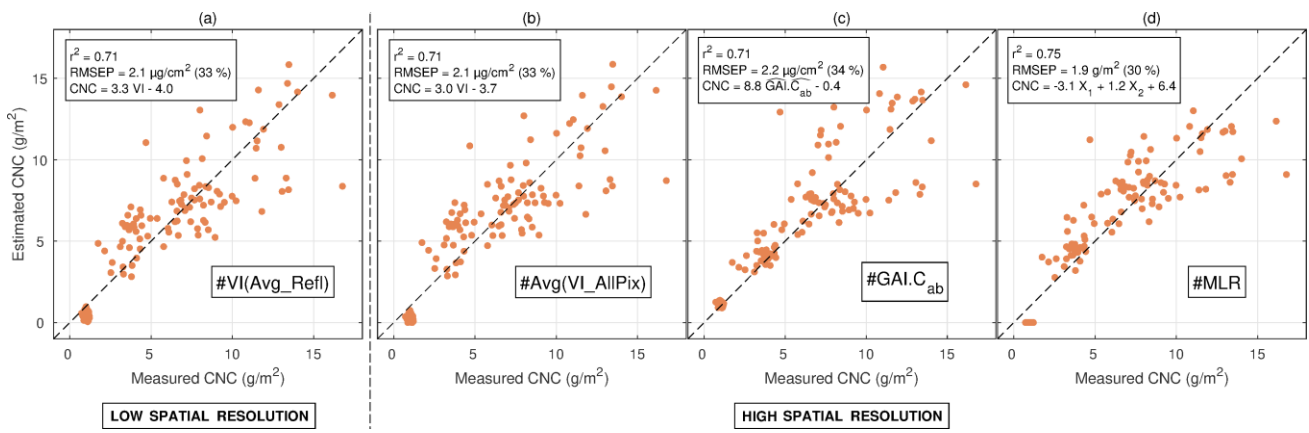 (a)
r² = 0.71
RMSEP = 2.1 µg/cm² (33 %)
CNC = 3.3 VI - 4.0
#VI(Avg_Refl)
Estimated CNC (g/m²)
15
10
5
0
0 5 10 15
Measured CNC (g/m²)
LOW SPATIAL RESOLUTION
(b)
r² = 0.71
RMSEP = 2.1 µg/cm² (33 %)
CNC = 3.0 VI - 3.7
#Avg(VI_AllPix)
0 5 10 15
Measured CNC (g/m²)
(c)
r² = 0.71
RMSEP = 2.2 µg/cm² (34 %)
CNC = 8.8 GAI.C_ab - 0.4
#GAI.C_ab
0 5 10 15
Measured CNC (g/m²)
(d)
r² = 0.75
RMSEP = 1.9 g/m² (30 %)
CNC = -3.1 X₁ + 1.2 X₂ + 6.4
#MLR
0 5 10 15
Measured CNC (g/m²)
HIGH SPATIAL RESOLUTION